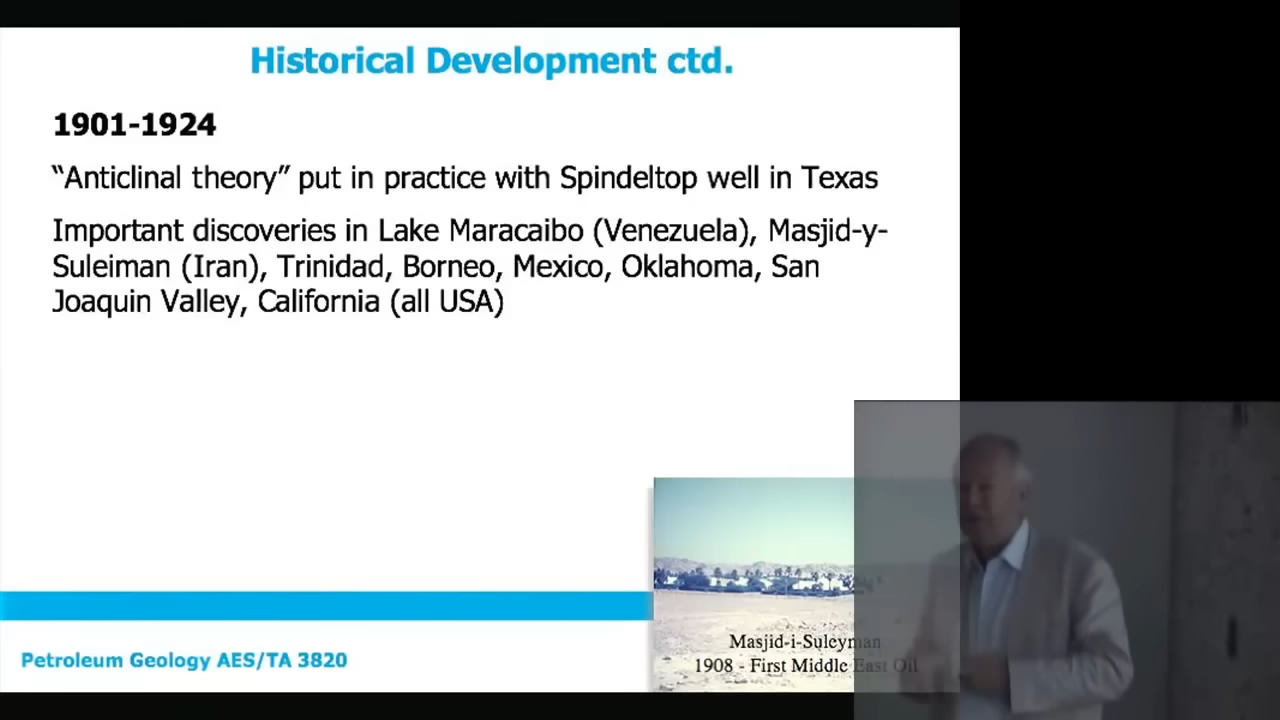 Historical Development ctd.
1901-1924
“Anticlinal theory” put in practice with Spindeltop well in Texas
Important discoveries in Lake Maracaibo (Venezuela), Masjid-y-
Suleiman (Iran), Trinidad, Borneo, Mexico, Oklahoma, San
Joaquin Valley, California (all USA)
Masjid-i-Suleyman
1908 - First Middle East Oil
Petroleum Geology AES/TA 3820